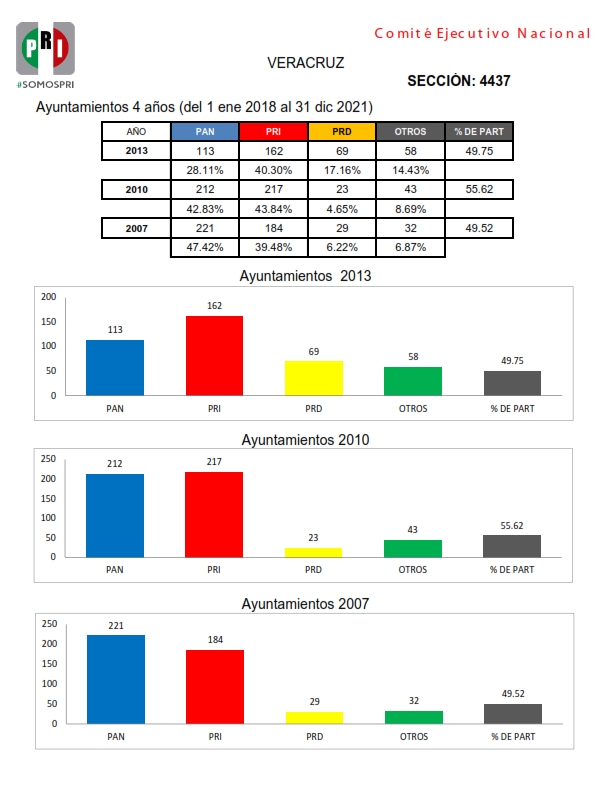 Comité Ejecutivo Nacional
PRI
#SOMOSPRI
VERACRUZ
SECCIÓN: 4437
Ayuntamientos 4 años (del 1 ene 2018 al 31 dic 2021)
AÑO PAN PRI PRD OTROS % DE PART
2013 113 162 69 58 49.75
28.11% 40.30% 17.16% 14.43%
2010 212 217 23 43 55.62
42.83% 43.84% 4.65% 8.69%
2007 221 184 29 32 49.52
47.42% 39.48% 6.22% 6.87%
Ayuntamientos 2013
200
150
100
50
0
113 162 69 58 49.75
PAN PRI PRD OTROS % DE PART
Ayuntamientos 2010
250
200
150
100
50
0
212 217 23 43 55.62
PAN PRI PRD OTROS % DE PART
Ayuntamientos 2007
250
200
150
100
50
0
221 184 29 32 49.52
PAN PRI PRD OTROS % DE PART